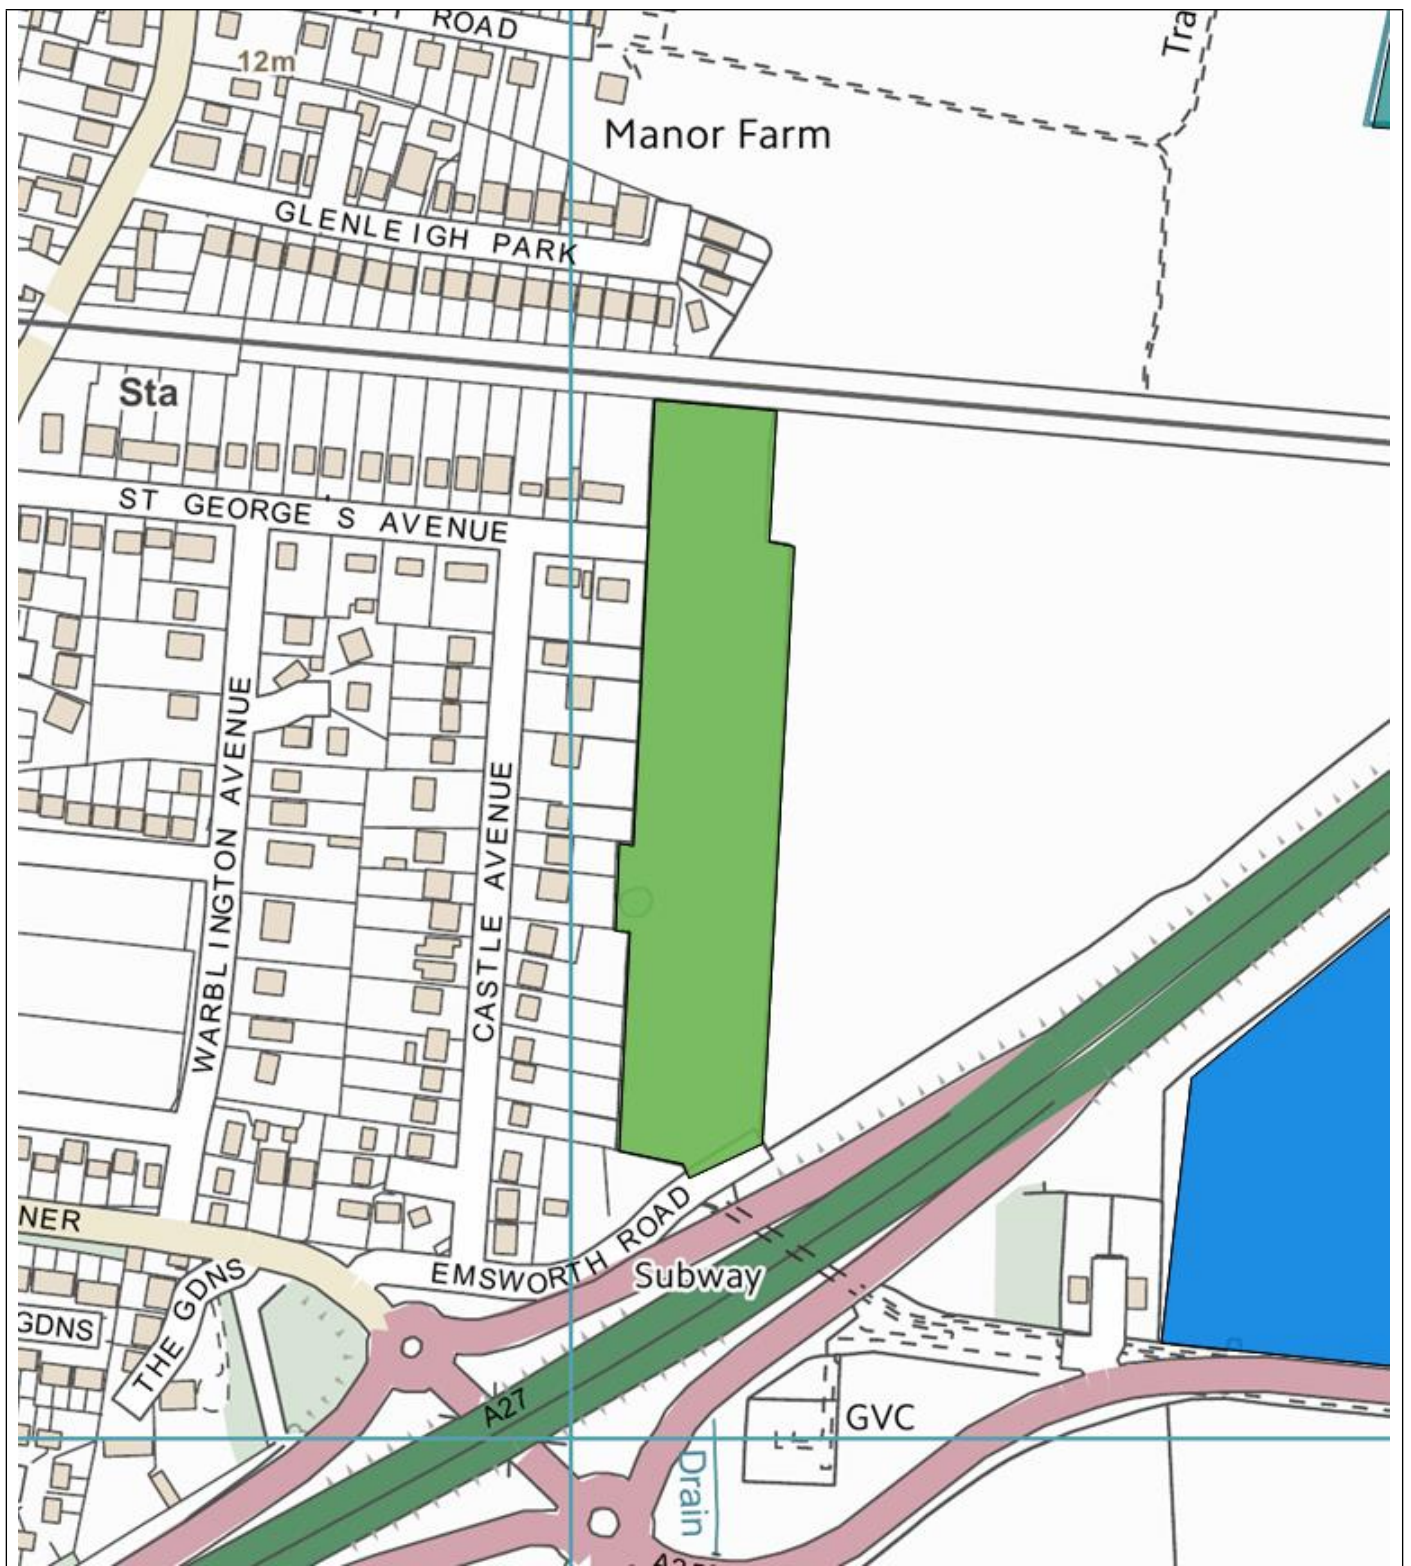 ROAD
Tra
12m
Manor Farm
GLENLEIGH PARK
Sta
ST GEORGE'S AVENUE
WARBLINGTON AVENUE
CASTLE AVENUE
NER
EMSWORTH ROAD
Subway
THE GDNS
GDNS
A27
GVC
Drain